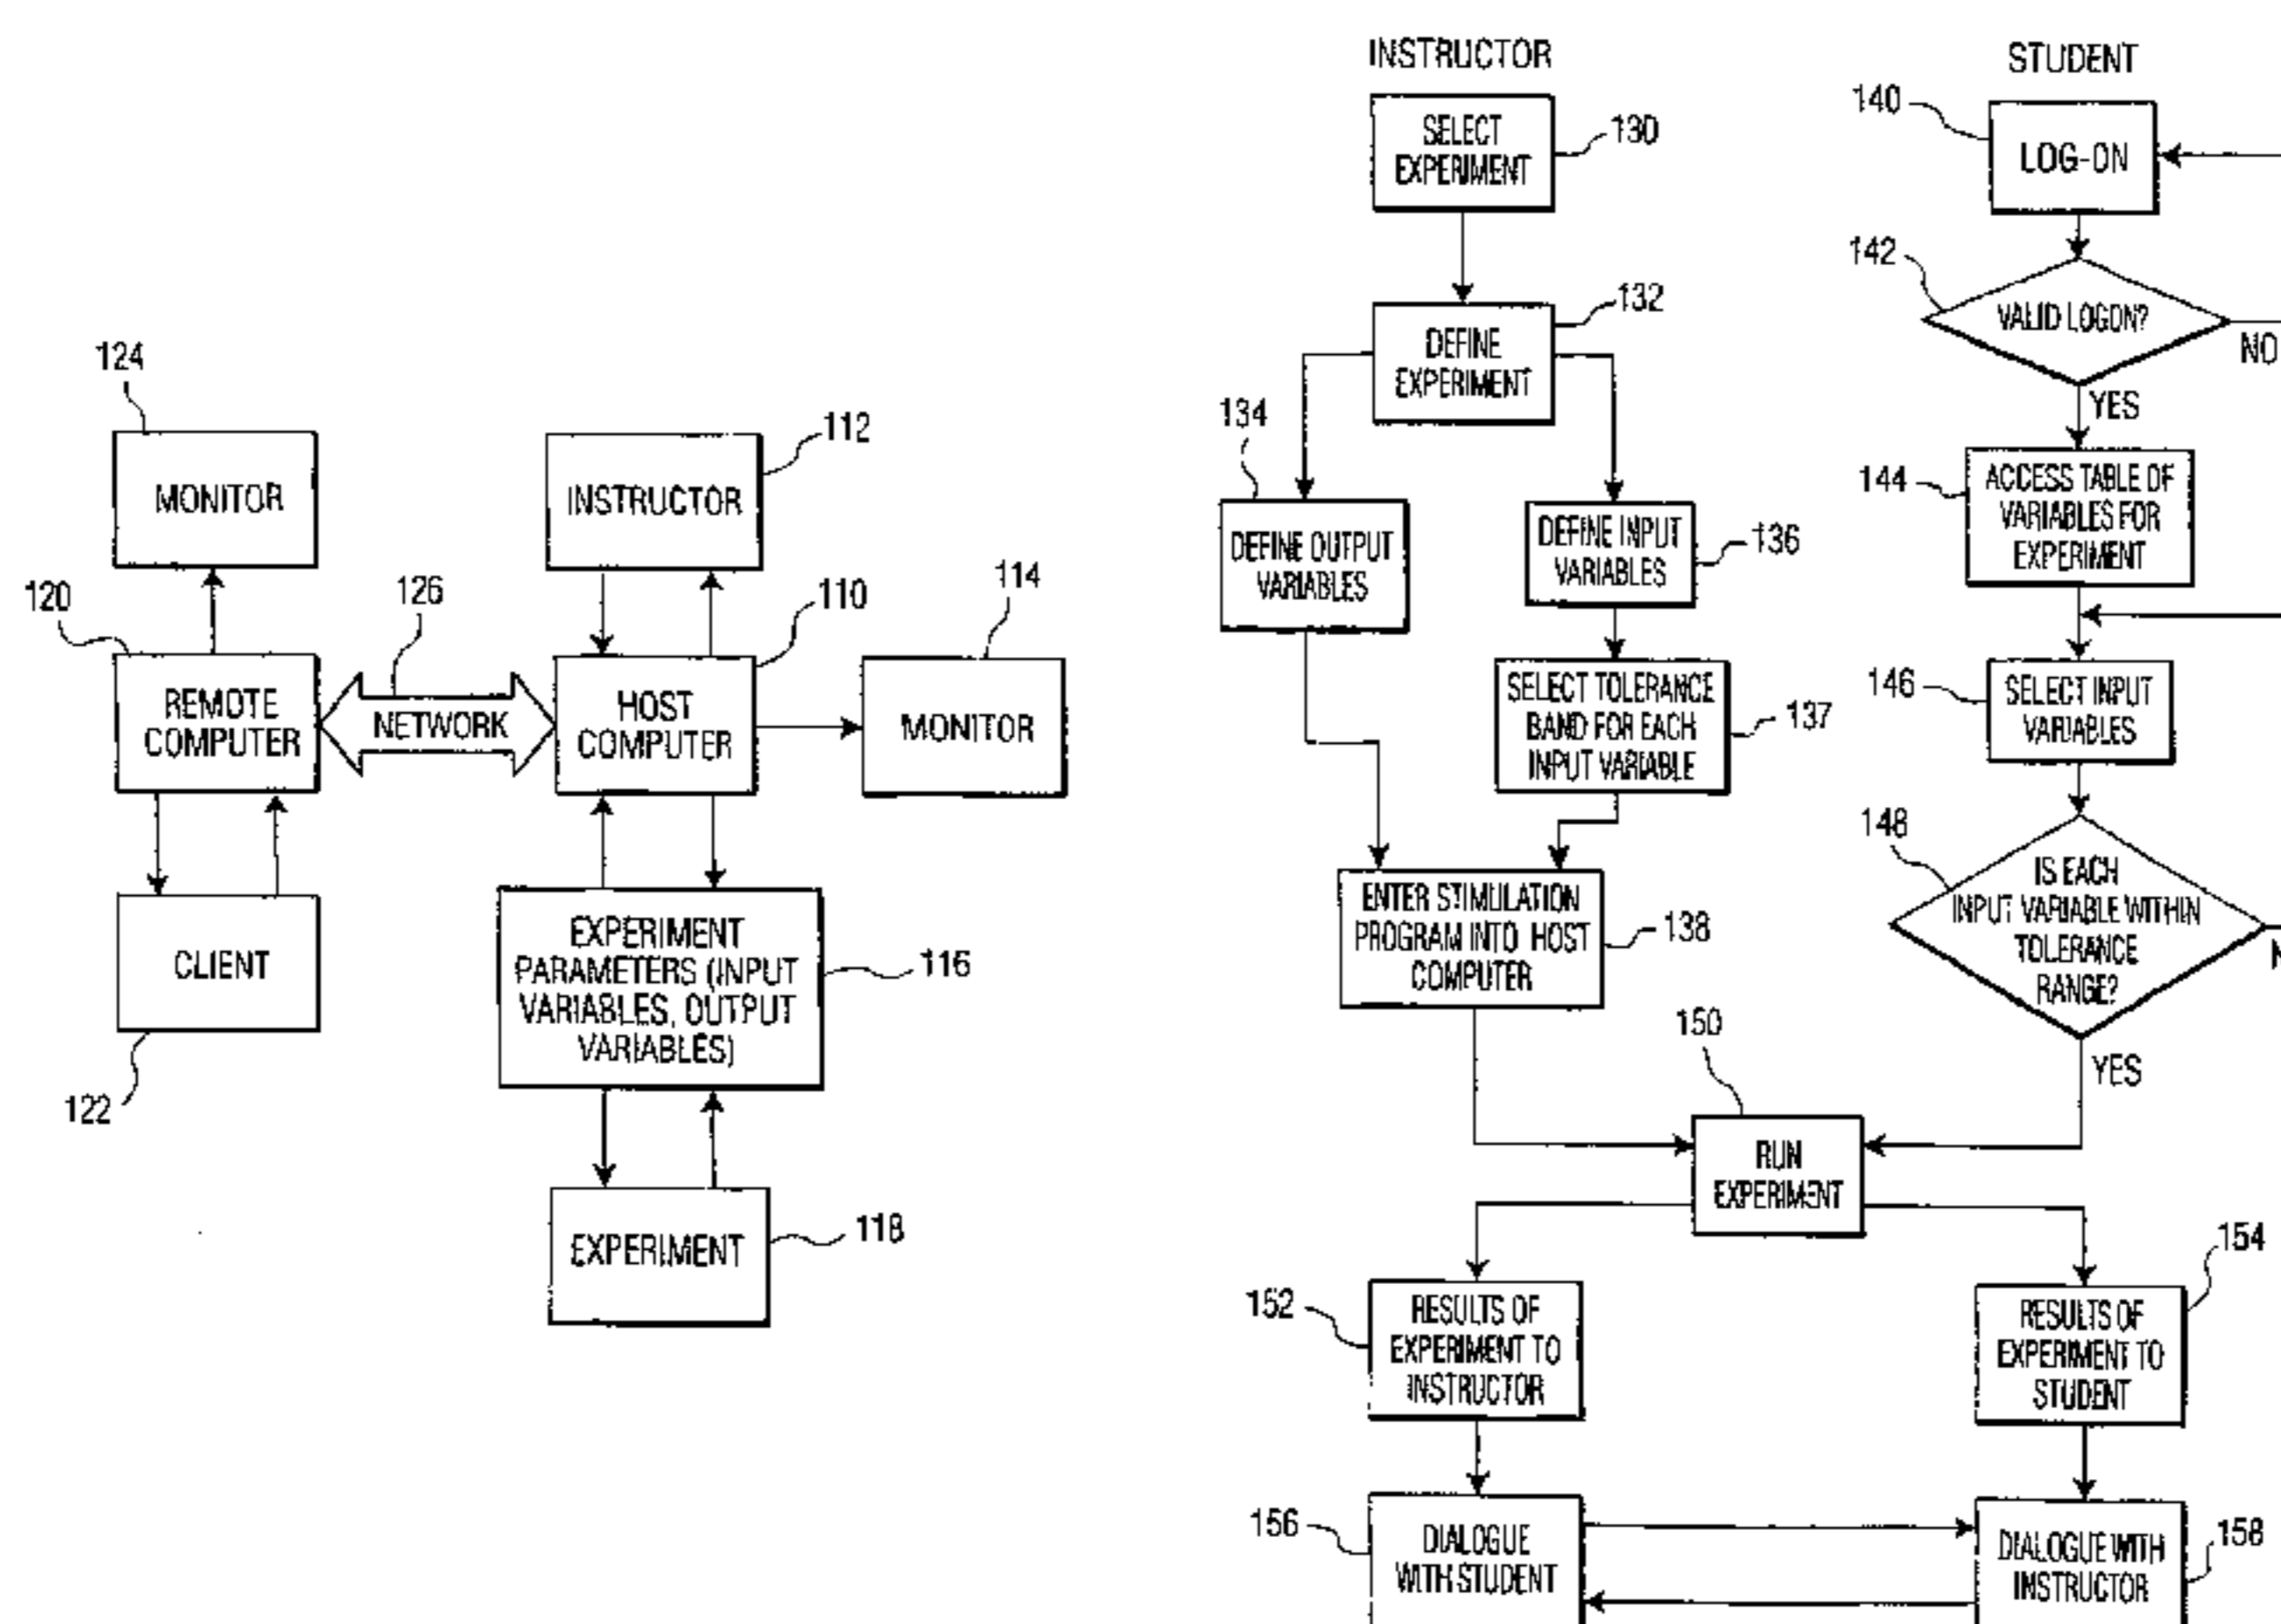 124
MONITOR
112
INSTRUCTOR
120
126
110
114
REMOTE
COMPUTER
NETWORK
HOST
COMPUTER
MONITOR
CLIENT
122
EXPERIMENT
PARAMETERS (INPUT
VARIABLES, OUTPUT
VARIABLES)
116
EXPERIMENT
118
INSTRUCTOR
SELECT
EXPERIMENT
130
DEFINE
EXPERIMENT
132
134
DEFINE OUTPUT
VARIABLES
DEFINE INPUT
VARIABLES
136
SELECT TOLERANCE
BAND FOR EACH
INPUT VARIABLE
137
ENTER STIMULATION
PROGRAM INTO HOST
COMPUTER
138
STUDENT
140
LOG-ON
142
VALID LOGON?
NO
YES
144
ACCESS TABLE OF
VARIABLES FOR
EXPERIMENT
146
SELECT INPUT
VARIABLES
148
IS EACH
INPUT VARIABLE WITHIN
TOLERANCE
RANGE?
YES
150
RUN
EXPERIMENT
152
RESULTS OF
EXPERIMENT TO
INSTRUCTOR
154
RESULTS OF
EXPERIMENT TO
STUDENT
156
DIALOGUE
WITH STUDENT
158
DIALOGUE WITH
INSTRUCTOR